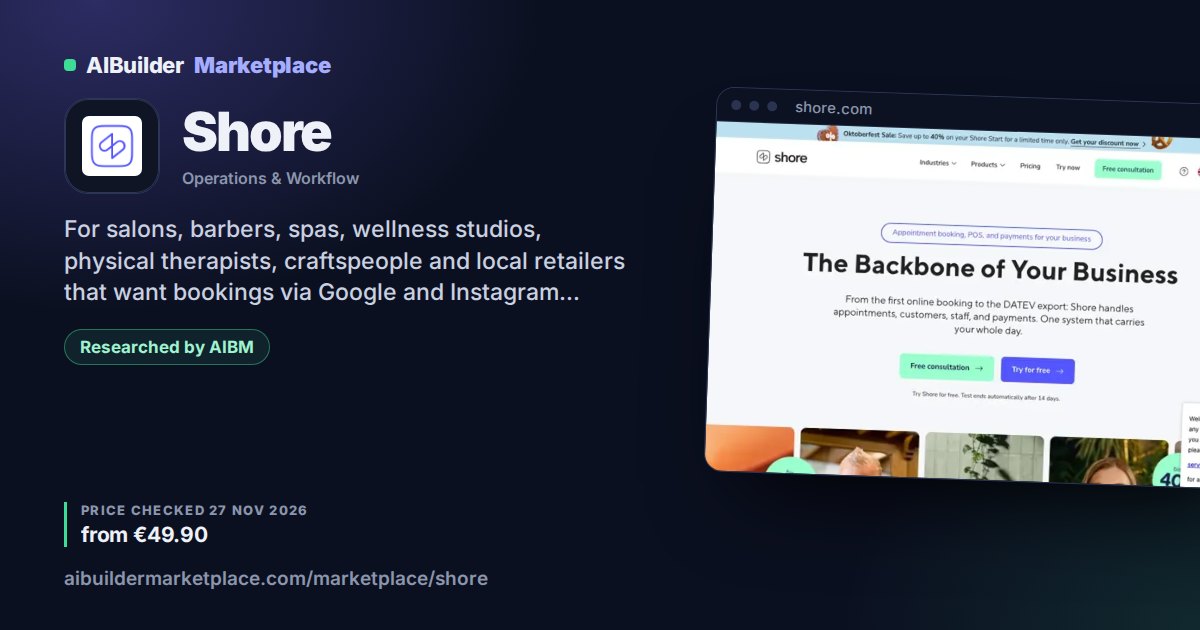 AIBuilder Marketplace
Shore
Operations & Workflow
For salons, barbers, spas, wellness studios,
physical therapists, craftspeople and local retailers
that want bookings via Google and Instagram...
Researched by AIBM
PRICE CHECKED 27 NOV 2026
from €49.90
aibuildermarketplace.com/marketplace/shore
shore.com
Oktoberfest Sale: Save up to 40% on your Shore Start for a limited time only. Get your discount now
shore
Industries Products Pricing Try now Free consultation
Appointment booking, POS, and payments for your business
The Backbone of Your Business
From the first online booking to the DATEV export: Shore handles
appointments, customers, staff, and payments. One system that carries
your whole day.
Free consultation → Try for free →
Try Shore for free. Test ends automatically after 14 days.
any
you
40
for a